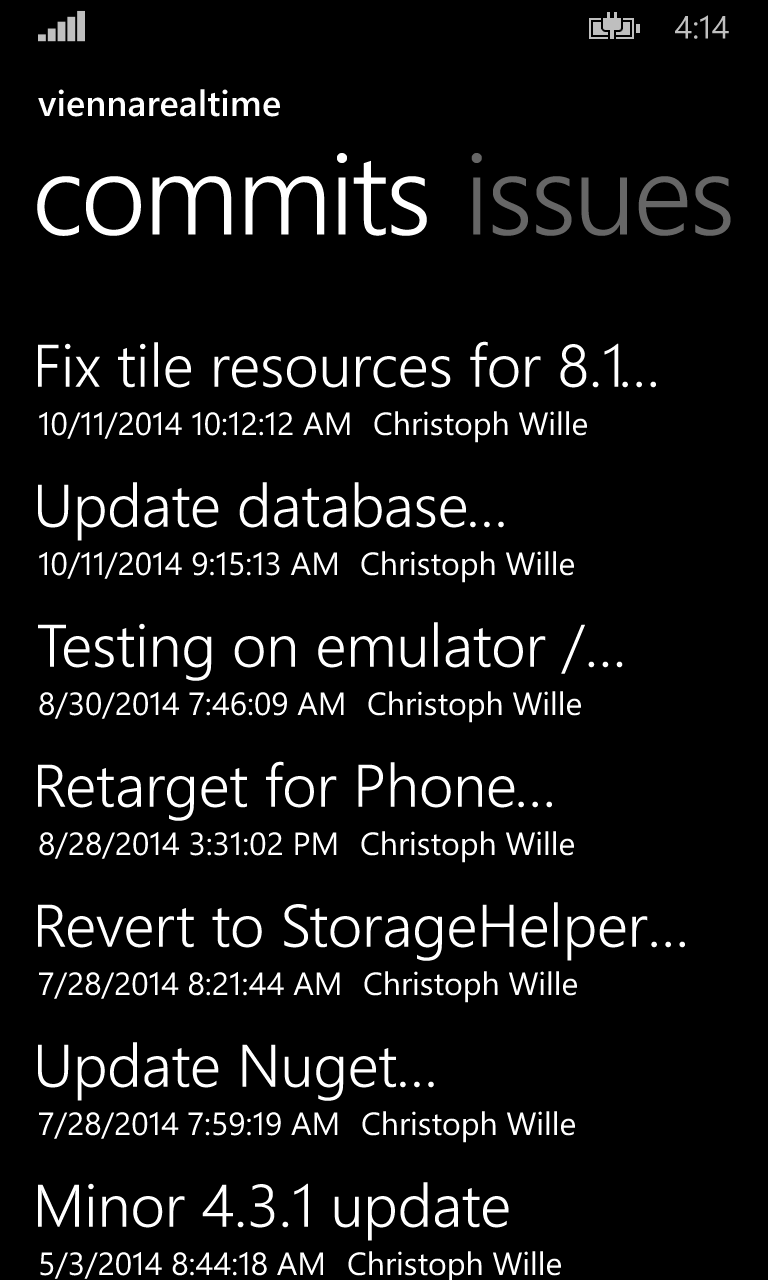 4:14
viennarealtime
commits issues
Fix tile resources for 8.1...
10/11/2014 10:12:12 AM Christoph Wille
Update database...
10/11/2014 9:15:13 AM Christoph Wille
Testing on emulator /...
8/30/2014 7:46:09 AM Christoph Wille
Retarget for Phone...
8/28/2014 3:31:02 PM Christoph Wille
Revert to StorageHelper...
7/28/2014 8:21:44 AM Christoph Wille
Update Nuget...
7/28/2014 7:59:19 AM Christoph Wille
Minor 4.3.1 update
5/3/2014 8:44:18 AM Christoph Wille